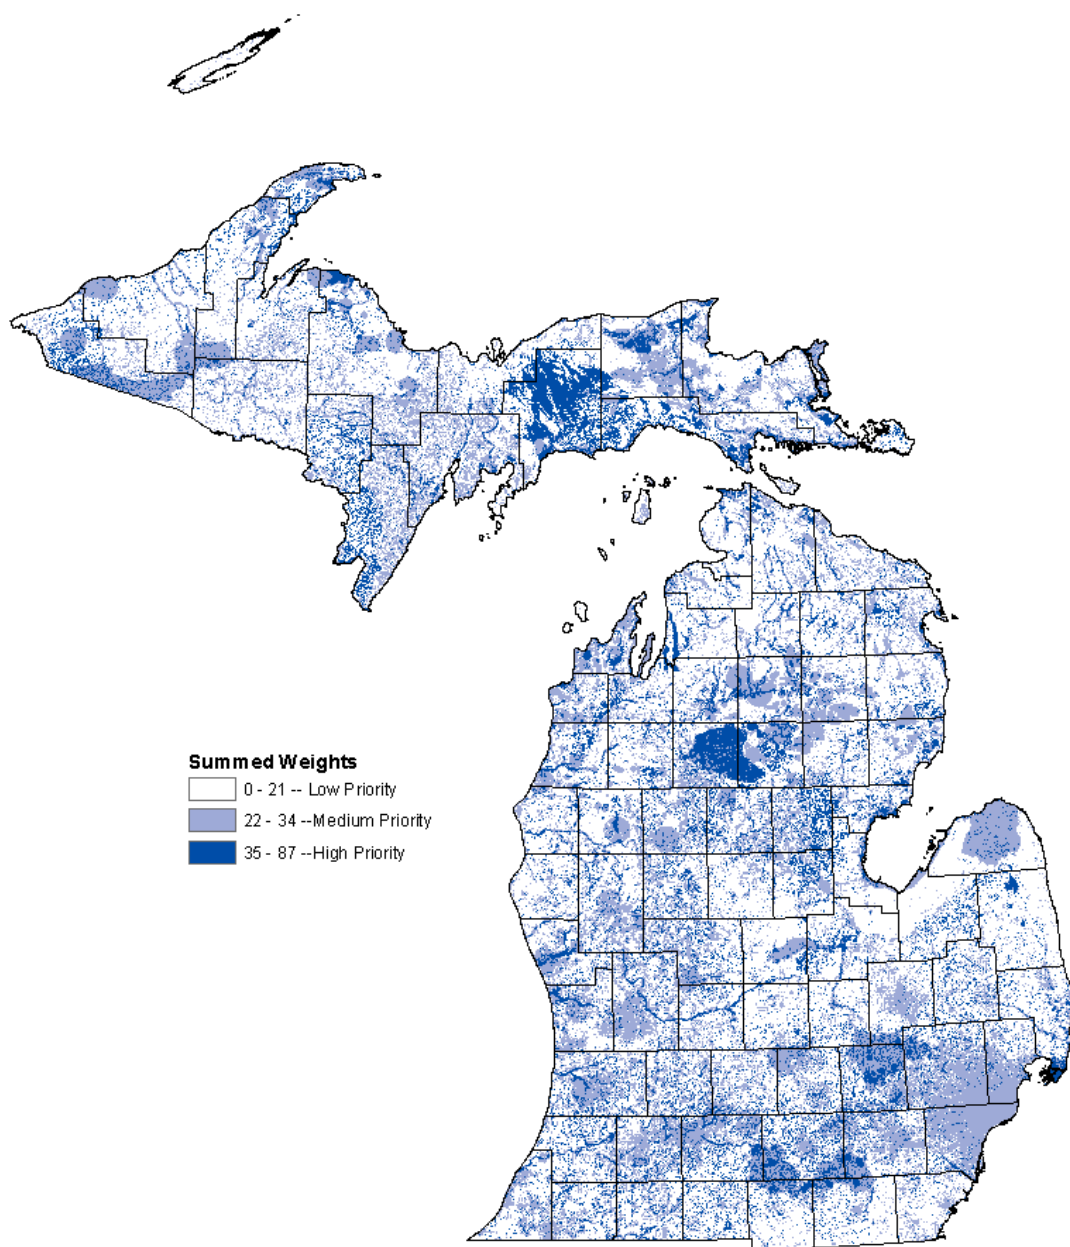 Summed Weights
0 - 21 -- Low Priority
22 - 34 --Medium Priority
35 - 87 --High Priority